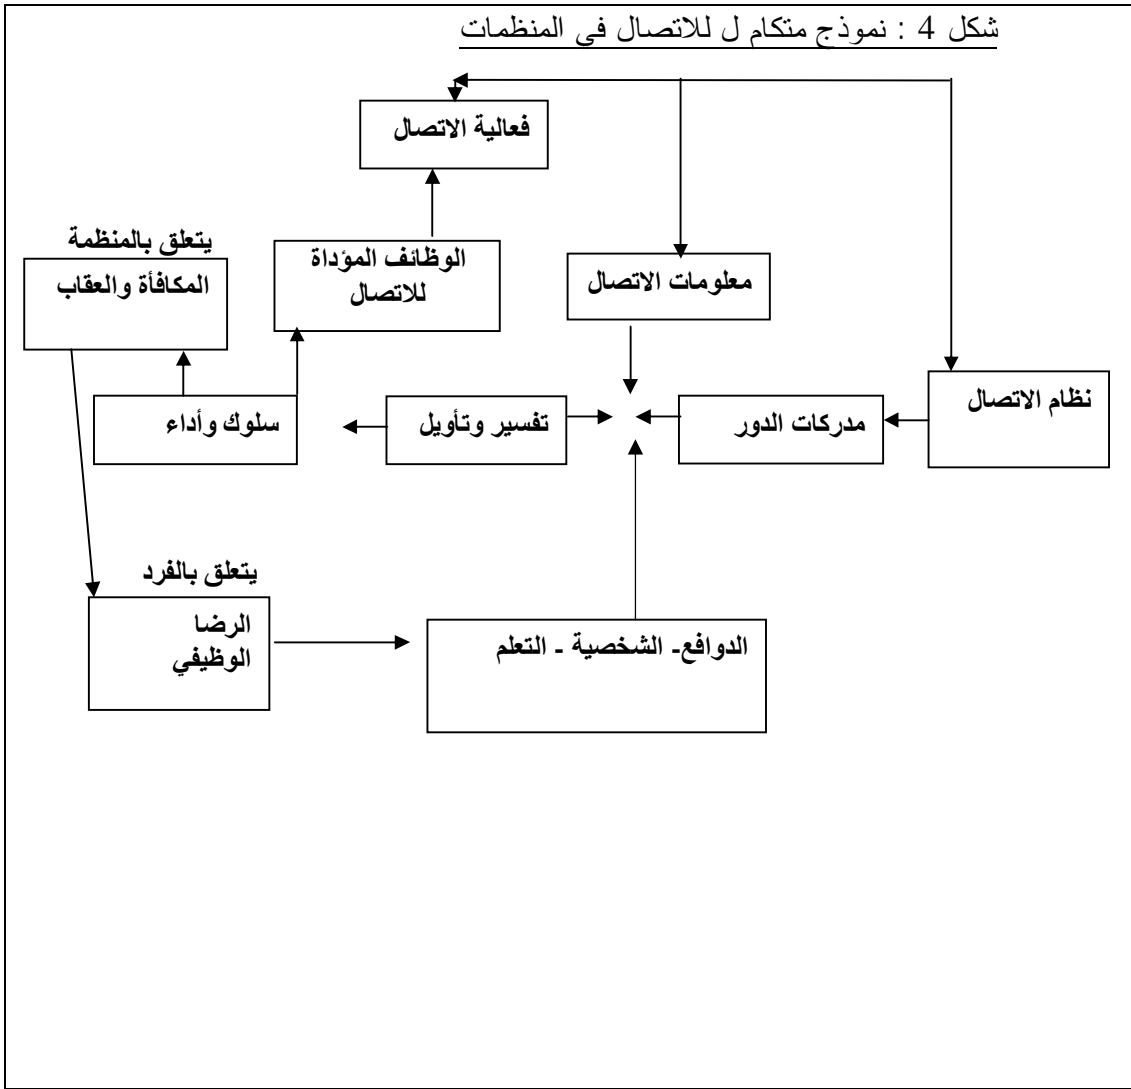 شكل 4 : نموذج متكام ل للاتصال في المنظمات
فعالية الاتصال
يتعلق بالمنظمة
المكافأة والعقاب
الوظائف المؤداة
للاتصال
معلومات الاتصال
نظام الاتصال
مدركات الدور
تفسير وتأويل
سلوك وأداء
يتعلق بالفرد
الرضا
الوظيفي
الدوافع- الشخصية - التعلم